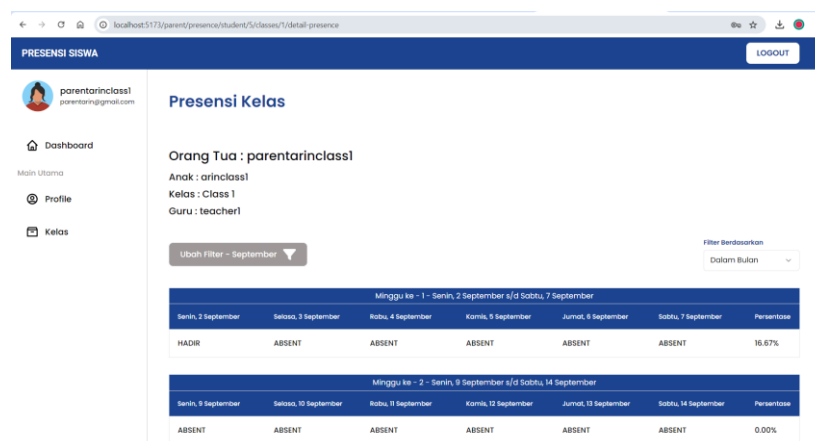 localhost:5173/parent/presence/student/5/classes/1/detail-presence
PRESENSI SISWA
LOGOUT
parentarinclass1
parentarin@gmail.com
Presensi Kelas
Dashboard
Main Utama
Profile
Kelas
Orang Tua : parentarinclass1
Anak : arinclass1
Kelas : Class 1
Guru : teacher1
Ubah Filter - September
Filter Berdasarkan
Dalam Bulan
Minggu ke - 1 - Senin, 2 September s/d Sabtu, 7 September
Senin, 2 September Selasa, 3 September Rabu, 4 September Kamis, 5 September Jumat, 6 September Sabtu, 7 September Persentase
HADIR ABSENT ABSENT ABSENT ABSENT ABSENT 16.67%
Minggu ke - 2 - Senin, 9 September s/d Sabtu, 14 September
Senin, 9 September Selasa, 10 September Rabu, 11 September Kamis, 12 September Jumat, 13 September Sabtu, 14 September Persentase
ABSENT ABSENT ABSENT ABSENT ABSENT ABSENT 0.00%